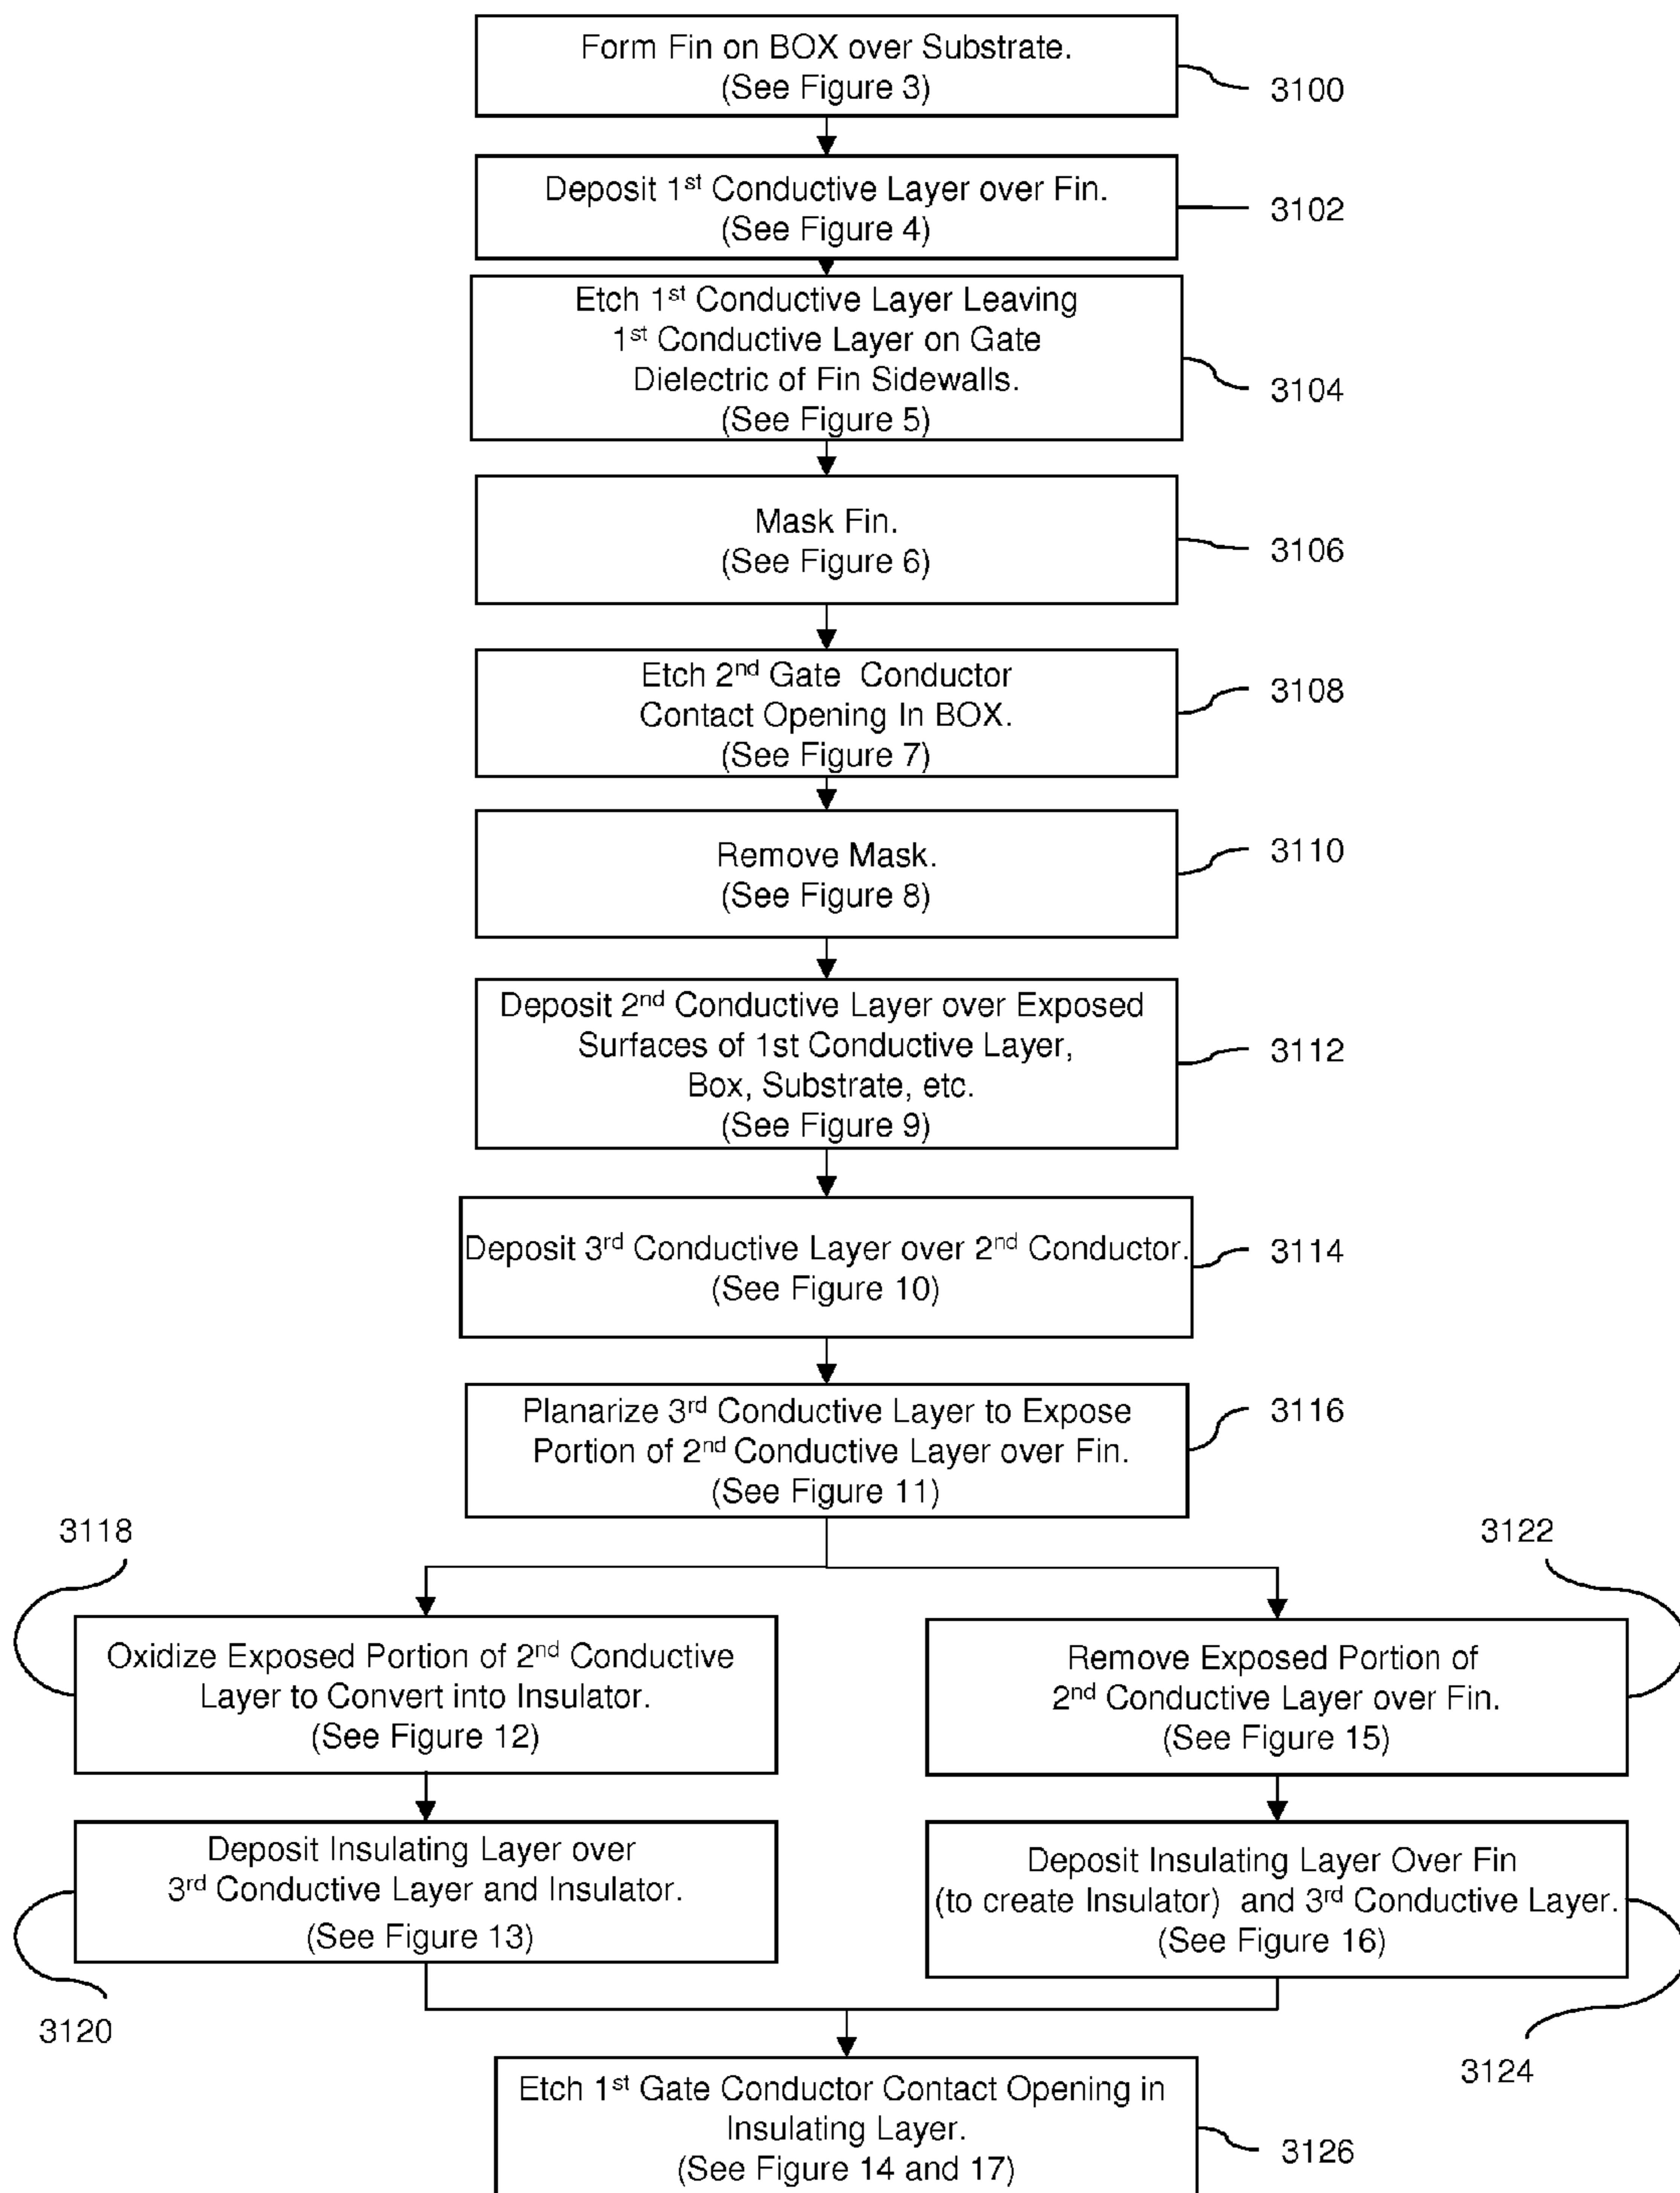 Form Fin on BOX over Substrate.
(See Figure 3)
3100
Deposit 1st Conductive Layer over Fin.
(See Figure 4)
3102
Etch 1st Conductive Layer Leaving
1st Conductive Layer on Gate
Dielectric of Fin Sidewalls.
(See Figure 5)
3104
Mask Fin.
(See Figure 6)
3106
Etch 2nd Gate Conductor
Contact Opening In BOX.
(See Figure 7)
3108
Remove Mask.
(See Figure 8)
3110
Deposit 2nd Conductive Layer over Exposed
Surfaces of 1st Conductive Layer,
Box, Substrate, etc.
(See Figure 9)
3112
Deposit 3rd Conductive Layer over 2nd Conductor.
(See Figure 10)
3114
Planarize 3rd Conductive Layer to Expose
Portion of 2nd Conductive Layer over Fin.
(See Figure 11)
3116
3118
Oxidize Exposed Portion of 2nd Conductive
Layer to Convert into Insulator.
(See Figure 12)
3122
Remove Exposed Portion of
2nd Conductive Layer over Fin.
(See Figure 15)
Deposit Insulating Layer over
3rd Conductive Layer and Insulator.
(See Figure 13)
3120
Deposit Insulating Layer Over Fin
(to create Insulator) and 3rd Conductive Layer.
(See Figure 16)
3124
Etch 1st Gate Conductor Contact Opening in
Insulating Layer.
(See Figure 14 and 17)
3126